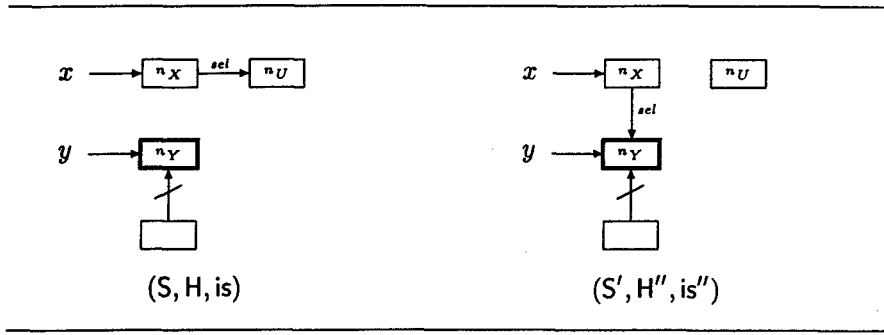 x nX sel nU
x nX nU
sel
y nY
y nY
(S, H, is)
(S′, H″, is″)